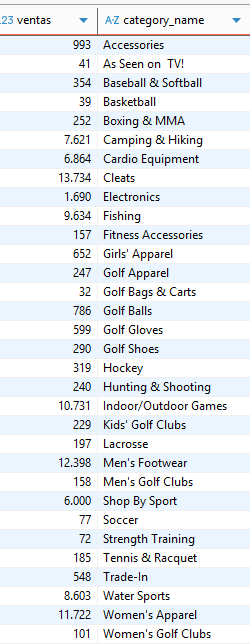 123 ventas A-Z category_name
993 Accessories
41 As Seen on  TV!
354 Baseball & Softball
39 Basketball
252 Boxing & MMA
7.621 Camping & Hiking
6.864 Cardio Equipment
13.734 Cleats
1.690 Electronics
9.634 Fishing
157 Fitness Accessories
652 Girls' Apparel
247 Golf Apparel
32 Golf Bags & Carts
786 Golf Balls
599 Golf Gloves
290 Golf Shoes
319 Hockey
240 Hunting & Shooting
10.731 Indoor/Outdoor Games
229 Kids' Golf Clubs
197 Lacrosse
12.398 Men's Footwear
158 Men's Golf Clubs
6.000 Shop By Sport
77 Soccer
72 Strength Training
185 Tennis & Racquet
548 Trade-In
8.603 Water Sports
11.722 Women's Apparel
101 Women's Golf Clubs